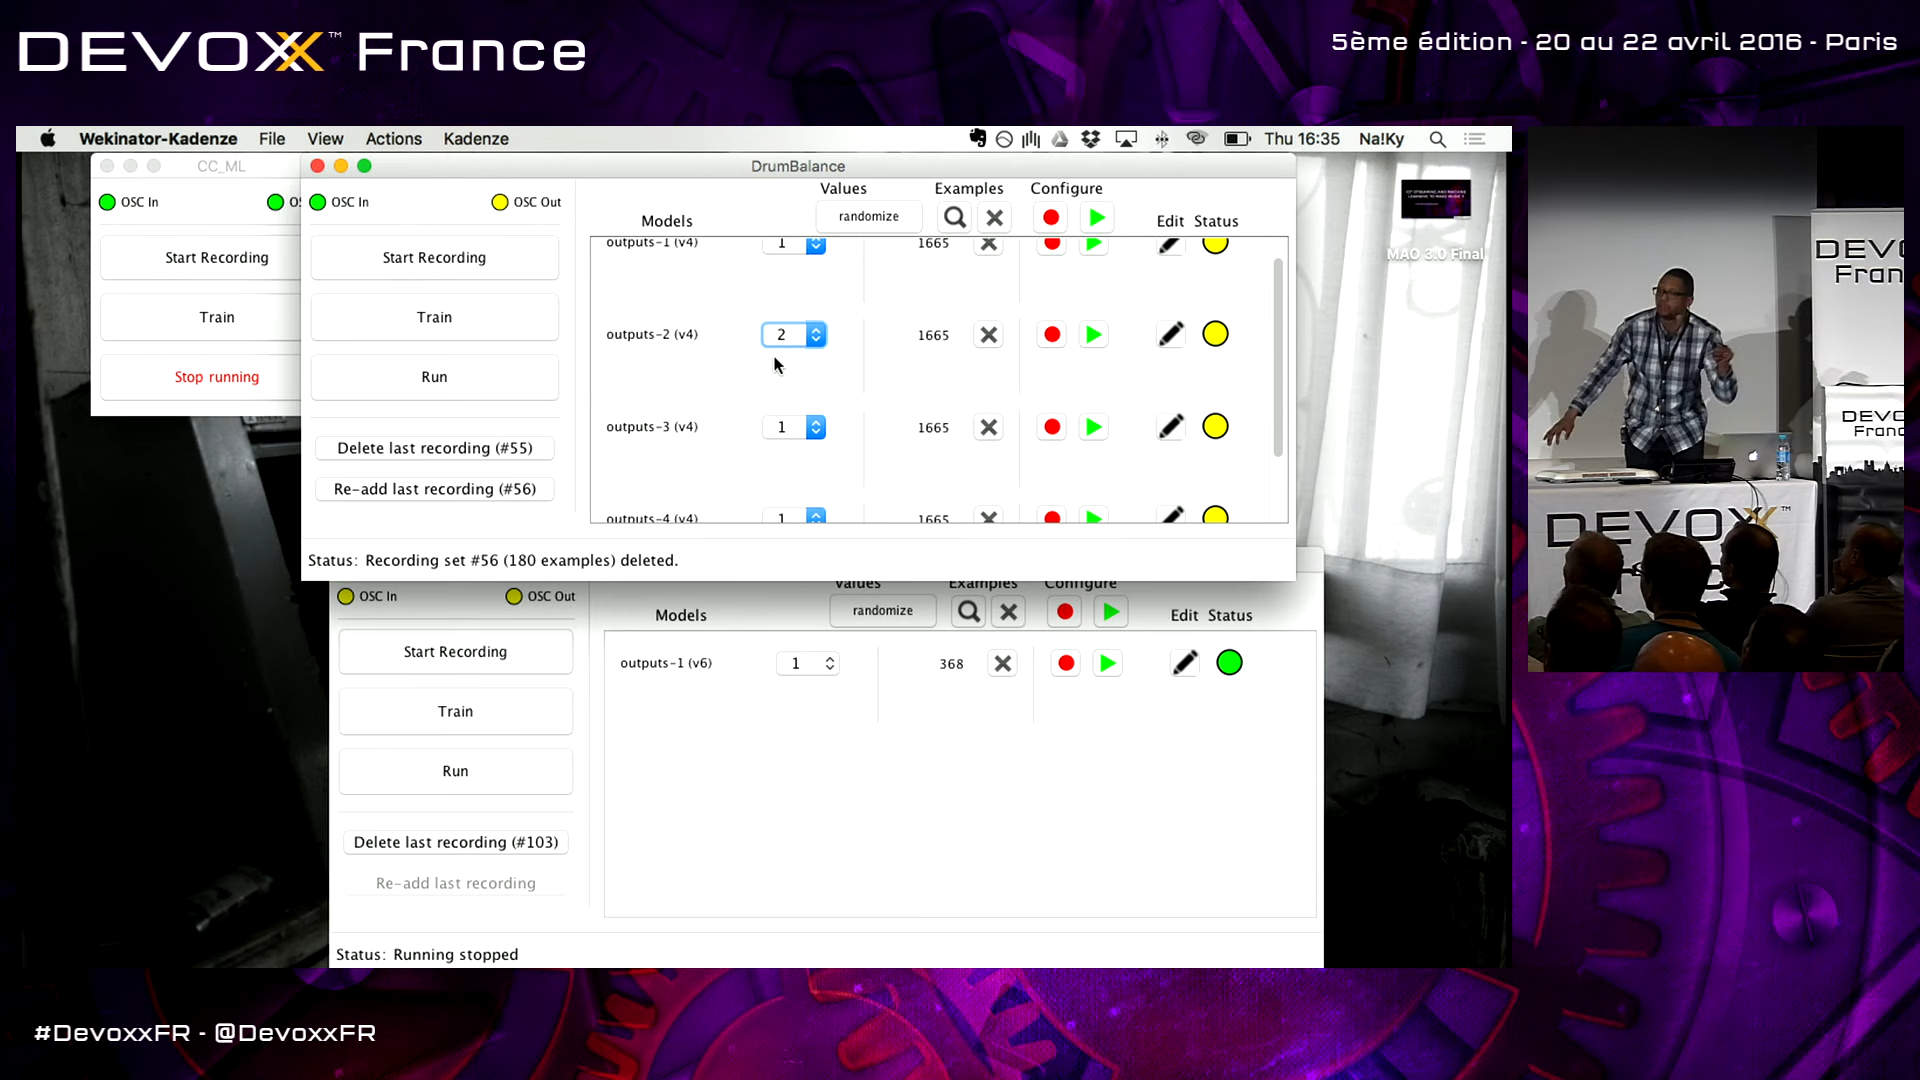 DEVOXX™ France
5ème édition - 20 au 22 avril 2016 - Paris
Wekinator-Kadenze File View Actions Kadenze
Thu 16:35 Na!Ky
CC_ML
OSC In
Start Recording
Train
Stop running
DrumBalance
OSC In OSC Out
Start Recording
Train
Run
Delete last recording (#55)
Re-add last recording (#56)
Values Examples Configure
randomize
Models Edit Status
outputs-1 (v4) 1 1665
outputs-2 (v4) 2 1665
outputs-3 (v4) 1 1665
outputs-4 (v4) 1 1665
Status: Recording set #56 (180 examples) deleted.
MAO 3.0 Final
OSC In OSC Out
Start Recording
Train
Run
Delete last recording (#103)
Re-add last recording
Values Examples Configure
randomize
Models Edit Status
outputs-1 (v6) 1 368
Status: Running stopped
DEVO
Fran
DEVO
Franc
DEVOXX™
#DevoxxFR - @DevoxxFR